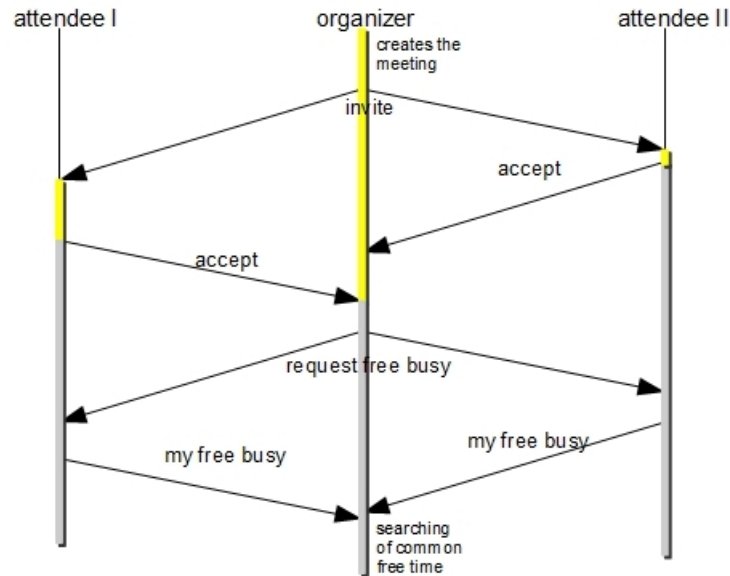 attendee I
organizer
attendee II
creates the
meeting
invite
accept
accept
request free busy
my free busy
my free busy
searching
of common
free time